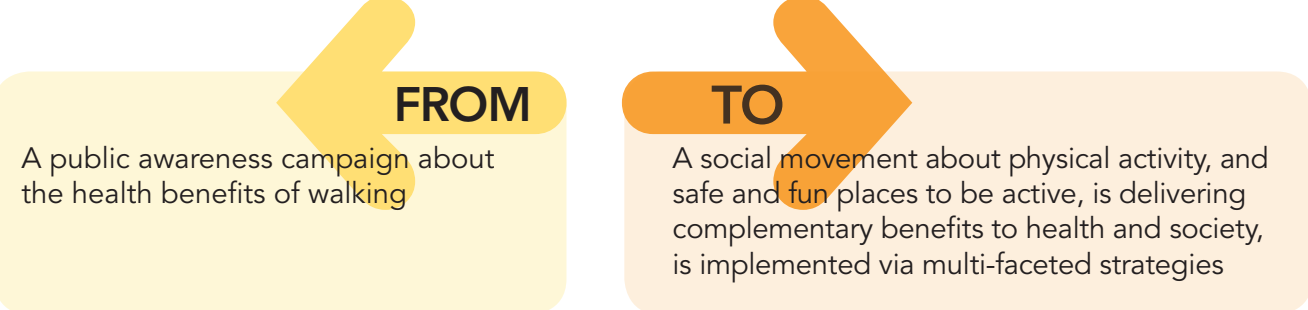 FROM
A public awareness campaign about
the health benefits of walking
TO
A social movement about physical activity, and
safe and fun places to be active, is delivering
complementary benefits to health and society,
is implemented via multi-faceted strategies